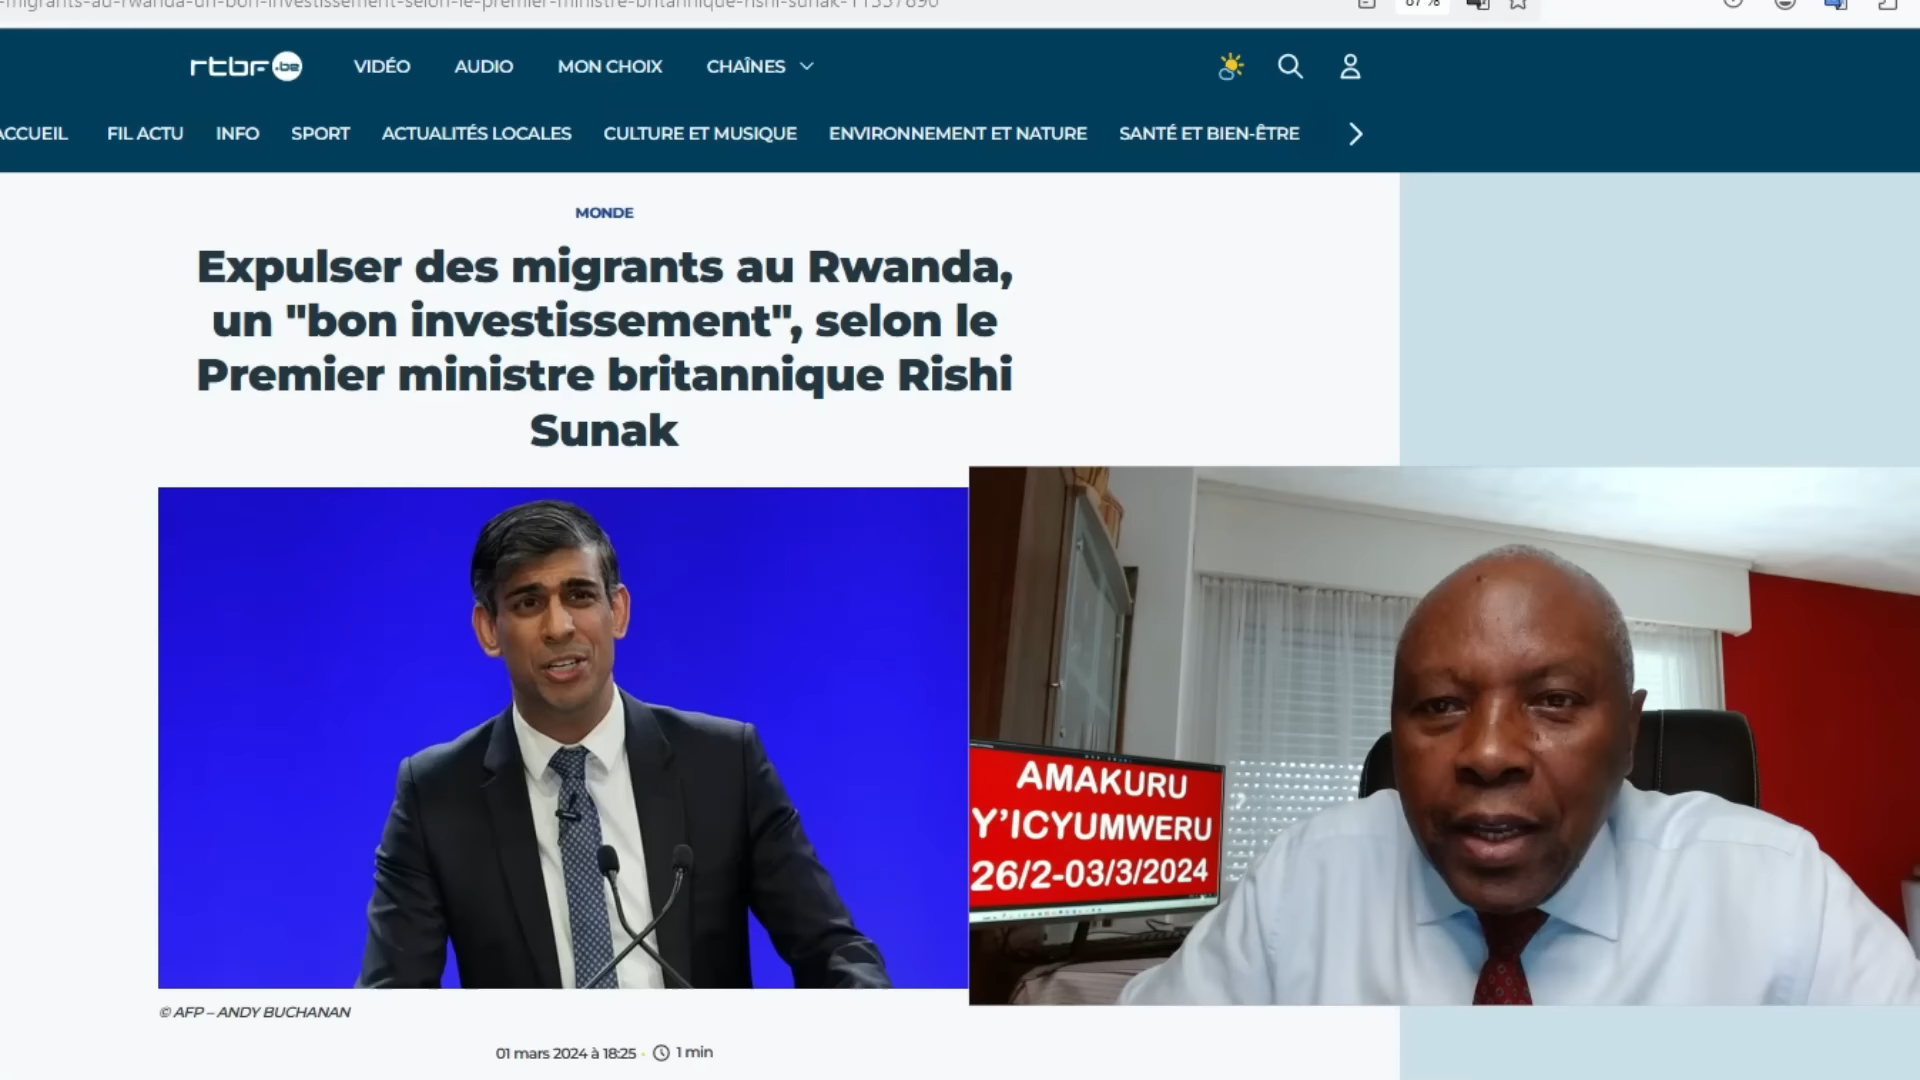 -migrants-au-rwanda-un-bon-investissement-selon-le-premier-ministre-britannique-rishi-sunak-11337890
67 %
rtbf.be VIDÉO AUDIO MON CHOIX CHAÎNES
ACCUEIL FIL ACTU INFO SPORT ACTUALITÉS LOCALES CULTURE ET MUSIQUE ENVIRONNEMENT ET NATURE SANTÉ ET BIEN-ÊTRE
MONDE
Expulser des migrants au Rwanda,
un "bon investissement", selon le
Premier ministre britannique Rishi
Sunak
AMAKURU
Y'ICYUMWERU
26/2-03/3/2024
© AFP – ANDY BUCHANAN
01 mars 2024 à 18:25 · 1 min